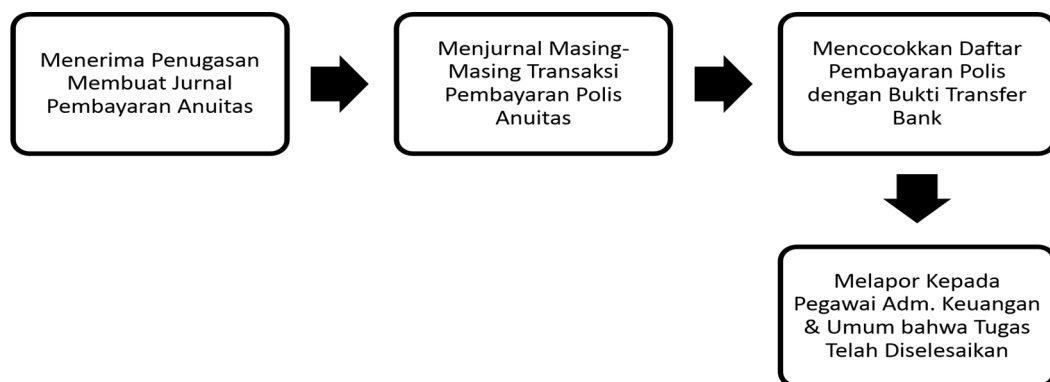 Menerima Penugasan
Membuat Jurnal
Pembayaran Anuitas
Menjurnal Masing-
Masing Transaksi
Pembayaran Polis
Anuitas
Mencocokkan Daftar
Pembayaran Polis
dengan Bukti Transfer
Bank
Melapor Kepada
Pegawai Adm. Keuangan
& Umum bahwa Tugas
Telah Diselesaikan